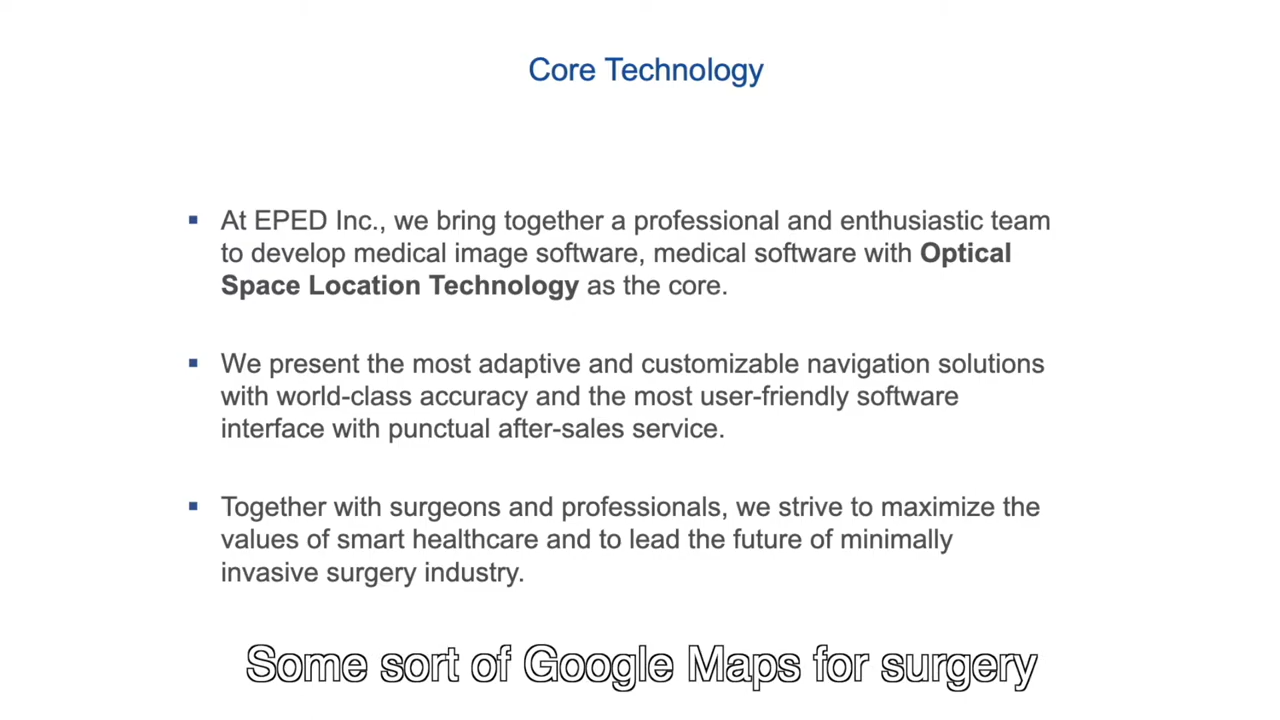 Core Technology
▪ At EPED Inc., we bring together a professional and enthusiastic team
to develop medical image software, medical software with Optical
Space Location Technology as the core.
▪ We present the most adaptive and customizable navigation solutions
with world-class accuracy and the most user-friendly software
interface with punctual after-sales service.
▪ Together with surgeons and professionals, we strive to maximize the
values of smart healthcare and to lead the future of minimally
invasive surgery industry.
Some sort of Google Maps for surgery